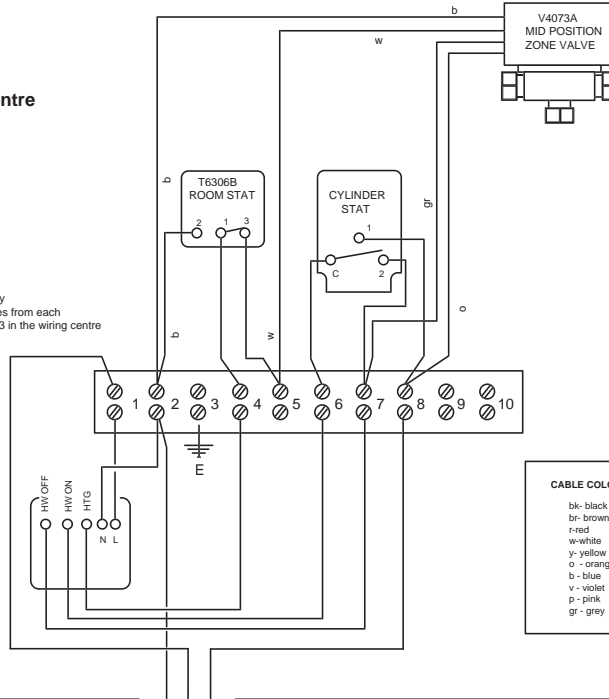 b
w
V4073A
MID POSITION
ZONE VALVE
ntre
b
T6306B
ROOM STAT
2
1
3
CYLINDER
STAT
1
C
2
gr
o
y
es from each
3 in the wiring centre
b
w
1
2
3
4
5
6
7
8
9
10
E
HW OFF
HW ON
HTG
N
L
CABLE COLO
bk- black
br- brown
r-red
w-white
y- yellow
o - orang
b - blue
v - violet
p - pink
gr - grey